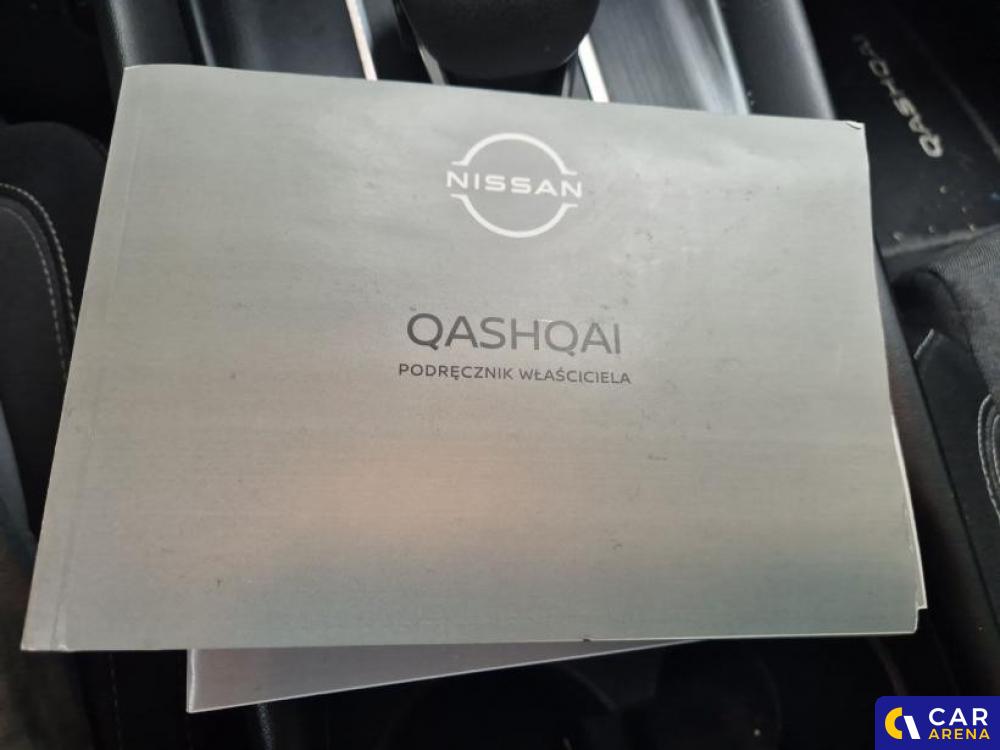 NISSAN
QASHQAI
PODRĘCZNIK WŁAŚCICIELA
QASHQAI
CAR
ARENA